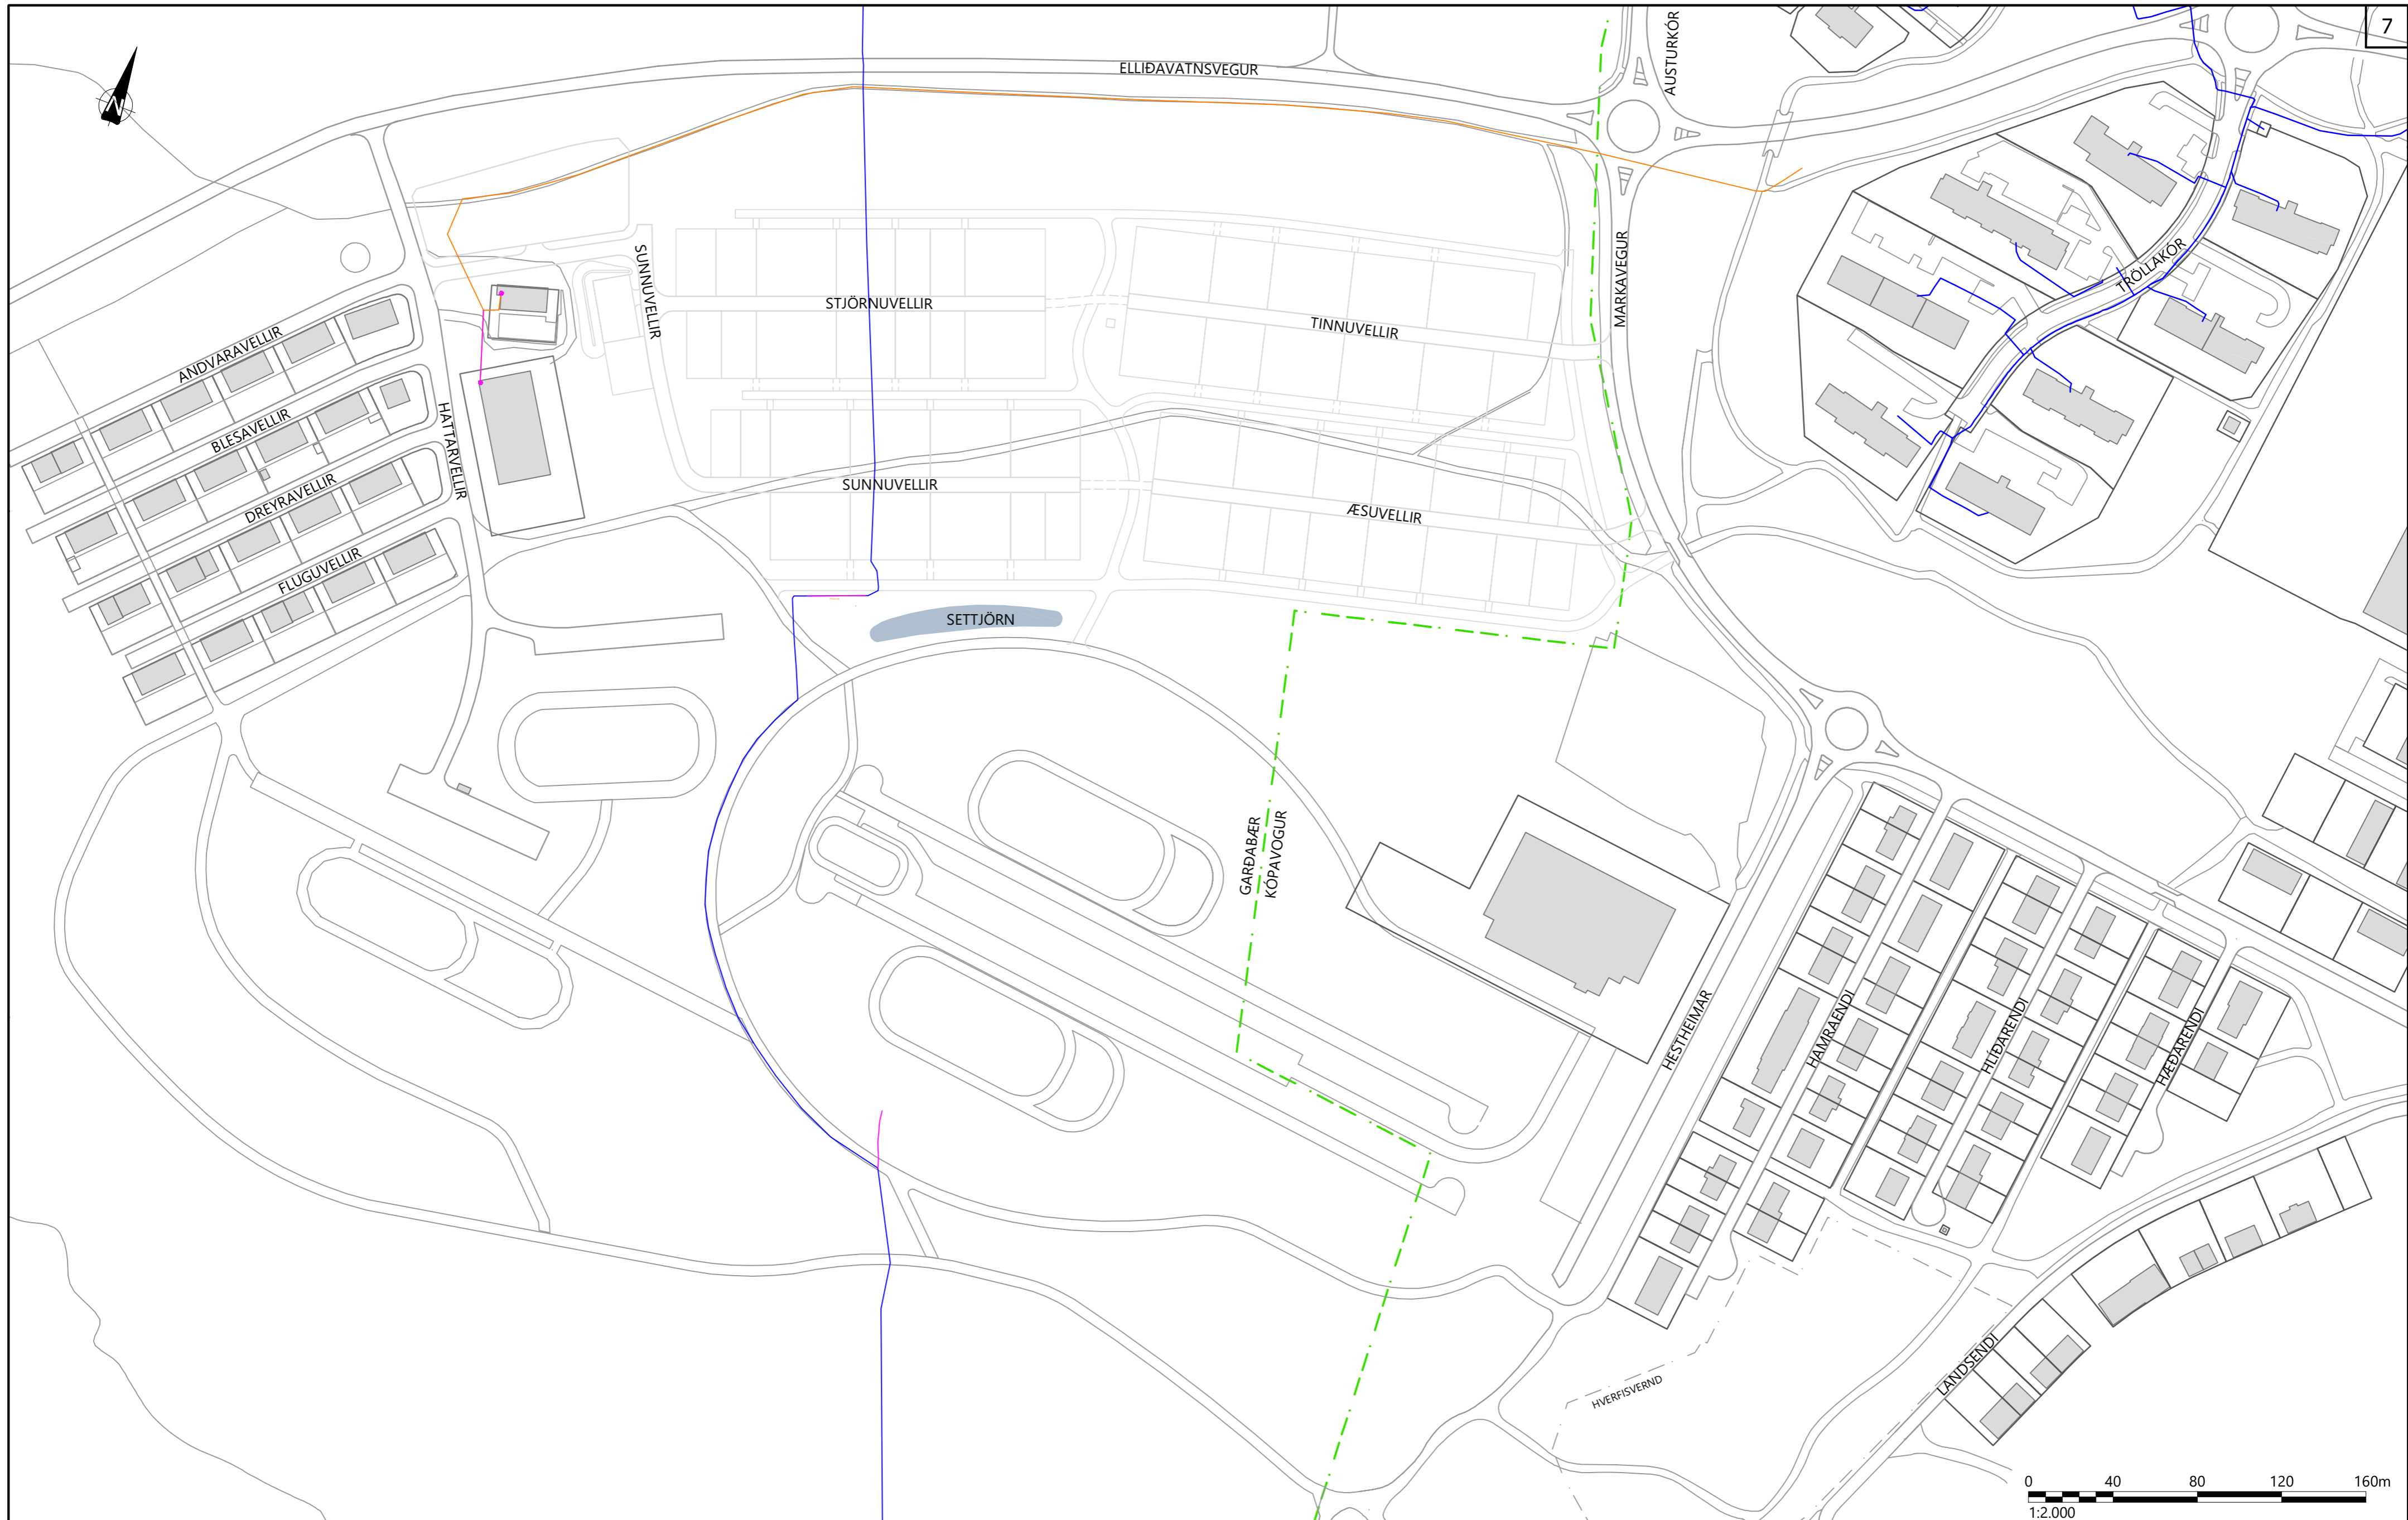 7
N
ELLIÐAVATNSVEGUR
AUSTURKÓR
SUNNUVELLIR
STJÖRNUVELLIR
TINNUVELLIR
MARKAVEGUR
TRÖLLAKÓR
ANDVARAVELLIR
BLESAVELLIR
HATTARVELLIR
DREYRAVELLIR
SUNNUVELLIR
ÆSUVELLIR
FLUGUVELLIR
SETTJÖRN
GARÐABÆR
KÓPAVOGUR
HESTHEIMAR
HAMRAENDI
HLÍÐARENDI
HÆÐARENDI
LANDSENDI
HVERFISVERND
0 40 80 120 160m
1:2.000